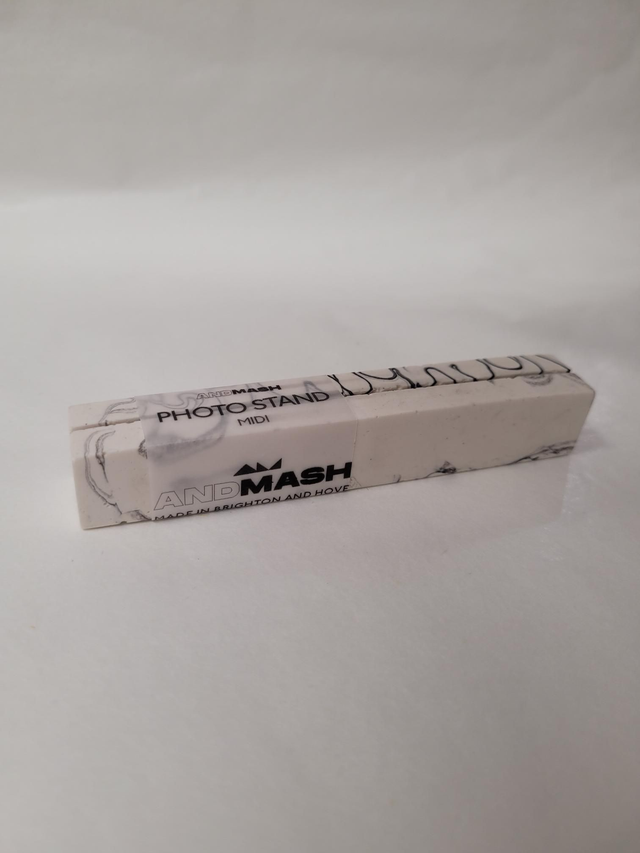 ANDMASH
PHOTO STAND
MIDI
ANDMASH
MADE IN BRIGHTON AND HOVE